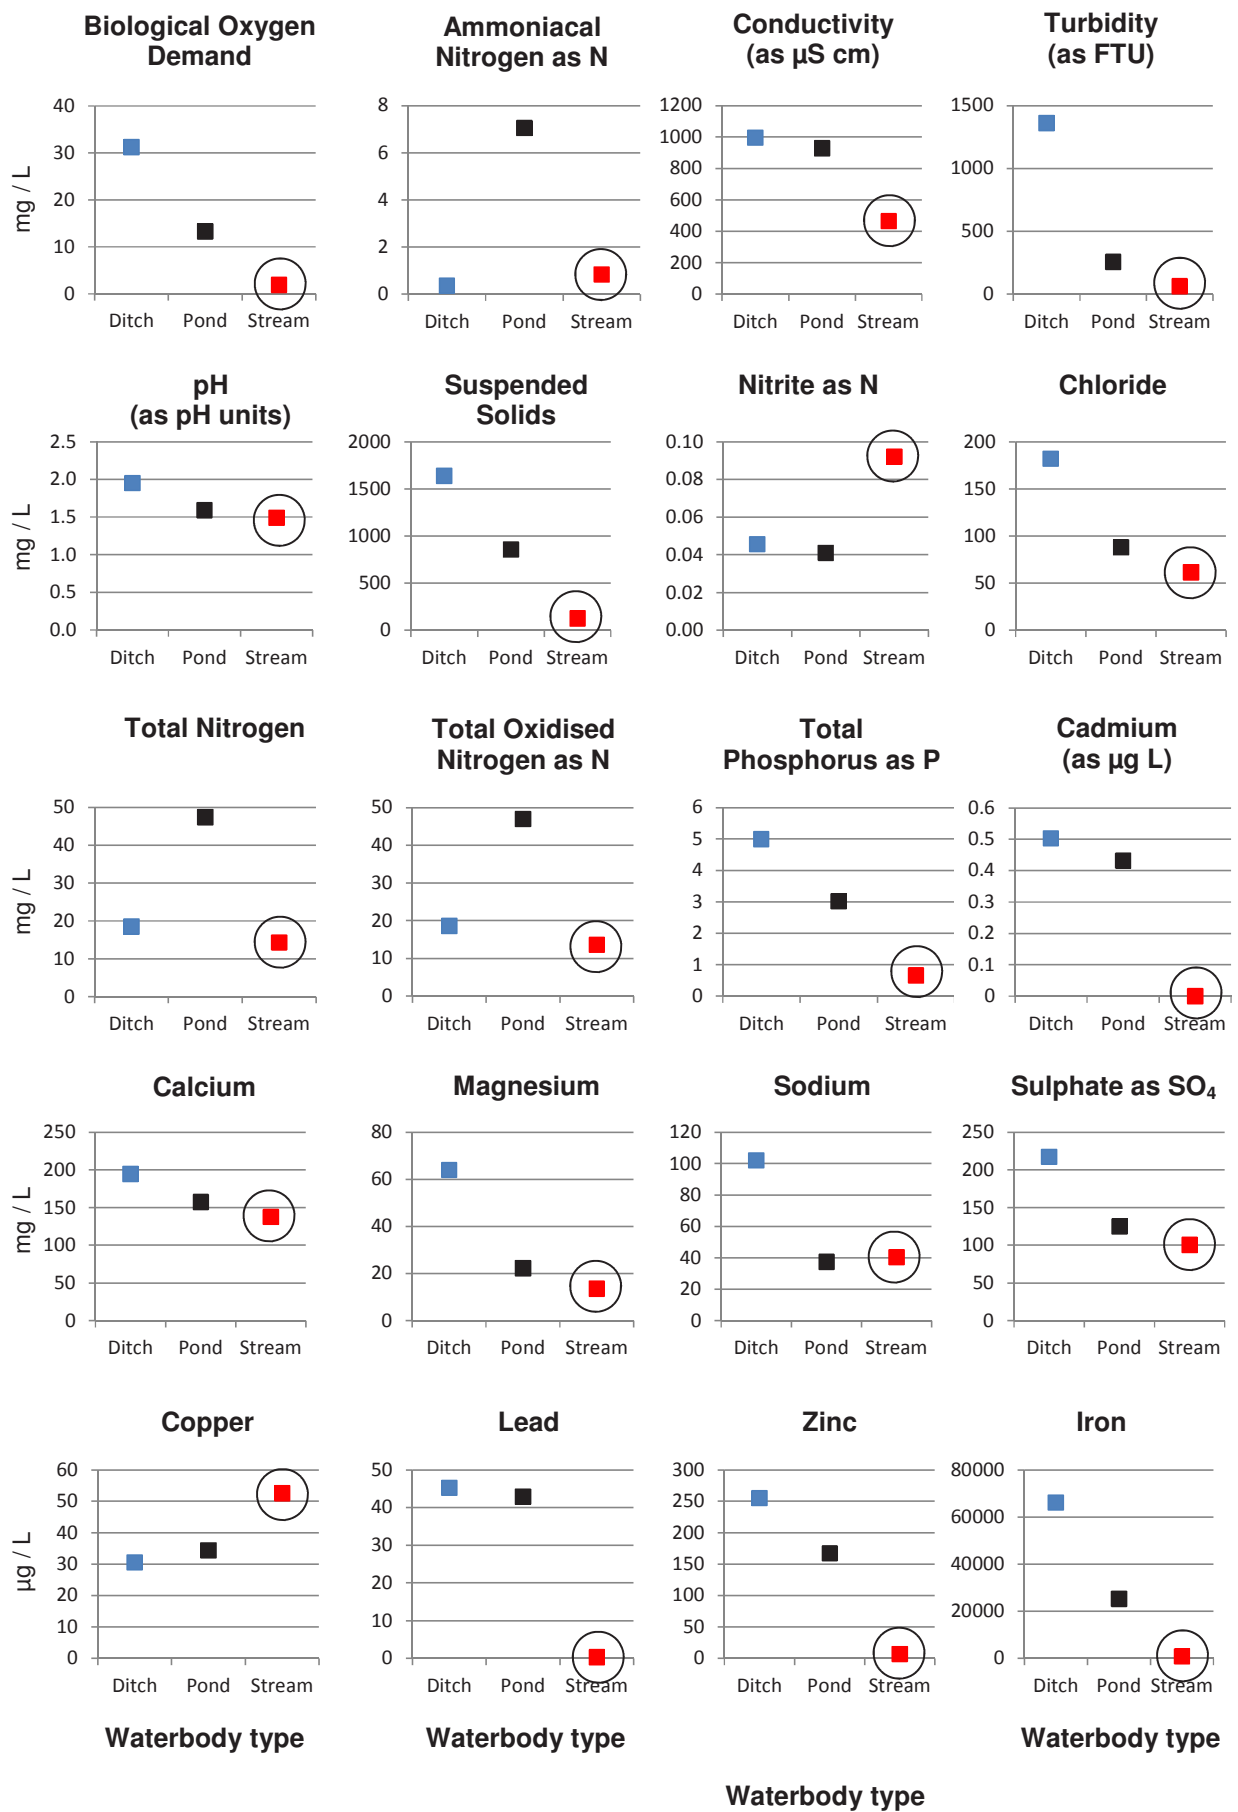 Biological Oxygen
Demand
Ammoniacal
Nitrogen as N
Conductivity
(as µS cm)
Turbidity
(as FTU)
mg / L
40
30
20
10
0
Ditch Pond Stream
8
6
4
2
0
Ditch Pond Stream
1200
1000
800
600
400
200
0
Ditch Pond Stream
1500
1000
500
0
Ditch Pond Stream
pH
(as pH units)
Suspended
Solids
Nitrite as N
Chloride
mg / L
2.5
2.0
1.5
1.0
0.5
0.0
Ditch Pond Stream
2000
1500
1000
500
0
Ditch Pond Stream
0.10
0.08
0.06
0.04
0.02
0.00
Ditch Pond Stream
200
150
100
50
0
Ditch Pond Stream
Total Nitrogen
Total Oxidised
Nitrogen as N
Total
Phosphorus as P
Cadmium
(as µg L)
mg / L
50
40
30
20
10
0
Ditch Pond Stream
50
40
30
20
10
0
Ditch Pond Stream
6
5
4
3
2
1
0
Ditch Pond Stream
0.6
0.5
0.4
0.3
0.2
0.1
0
Ditch Pond Stream
Calcium
Magnesium
Sodium
Sulphate as SO₄
mg / L
250
200
150
100
50
0
Ditch Pond Stream
80
60
40
20
0
Ditch Pond Stream
120
100
80
60
40
20
0
Ditch Pond Stream
250
200
150
100
50
0
Ditch Pond Stream
Copper
Lead
Zinc
Iron
µg / L
60
50
40
30
20
10
0
Ditch Pond Stream
50
40
30
20
10
0
Ditch Pond Stream
300
250
200
150
100
50
0
Ditch Pond Stream
80000
60000
40000
20000
0
Ditch Pond Stream
Waterbody type
Waterbody type
Waterbody type
Waterbody type